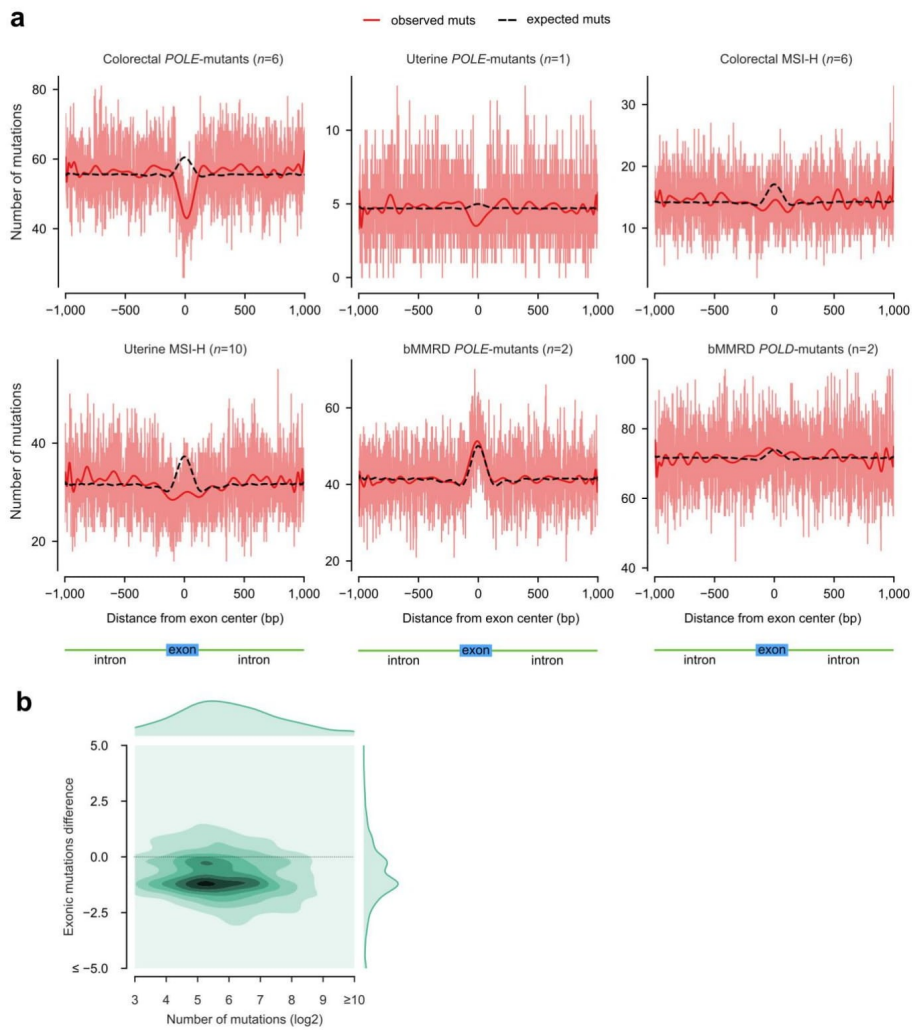 a
observed muts expected muts
Colorectal POLE-mutants (n=6) Uterine POLE-mutants (n=1) Colorectal MSI-H (n=6)
Number of mutations
80
60
40
−1,000 −500 0 500 1,000
10
5
0
−1,000 −500 0 500 1,000
30
20
10
−1,000 −500 0 500 1,000
Uterine MSI-H (n=10) bMMRD POLE-mutants (n=2) bMMRD POLD-mutants (n=2)
Number of mutations
40
20
−1,000 −500 0 500 1,000
60
40
20
−1,000 −500 0 500 1,000
100
80
60
40
−1,000 −500 0 500 1,000
Distance from exon center (bp) Distance from exon center (bp) Distance from exon center (bp)
exon exon exon
intron intron intron intron intron intron
b
Exonic mutations difference
5.0
2.5
0.0
−2.5
≤ −5.0
3 4 5 6 7 8 9 ≥10
Number of mutations (log2)